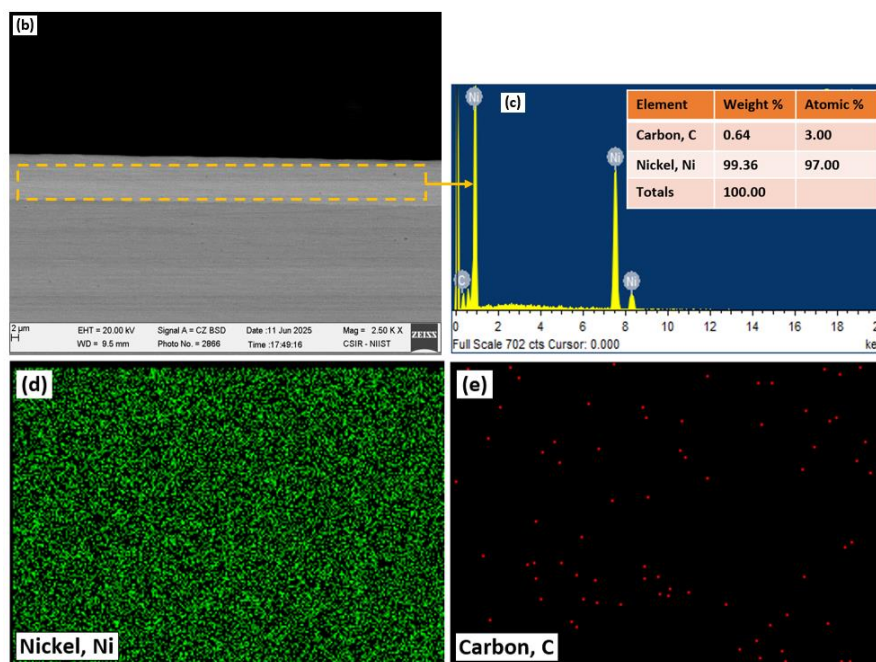 (b)
2 µm
EHT = 20.00 kV
Signal A = CZ BSD
Date :11 Jun 2025
Mag = 2.50 K X
WD = 9.5 mm
Photo No. = 2866
Time :17:49:16
CSIR - NIIST
ZEISS
(c)
Ni
Ni
C
Ni
Element Weight % Atomic %
Carbon, C 0.64 3.00
Nickel, Ni 99.36 97.00
Totals 100.00
0 2 4 6 8 10 12 14 16 18 2
Full Scale 702 cts Cursor: 0.000
ke
(d)
Nickel, Ni
(e)
Carbon, C